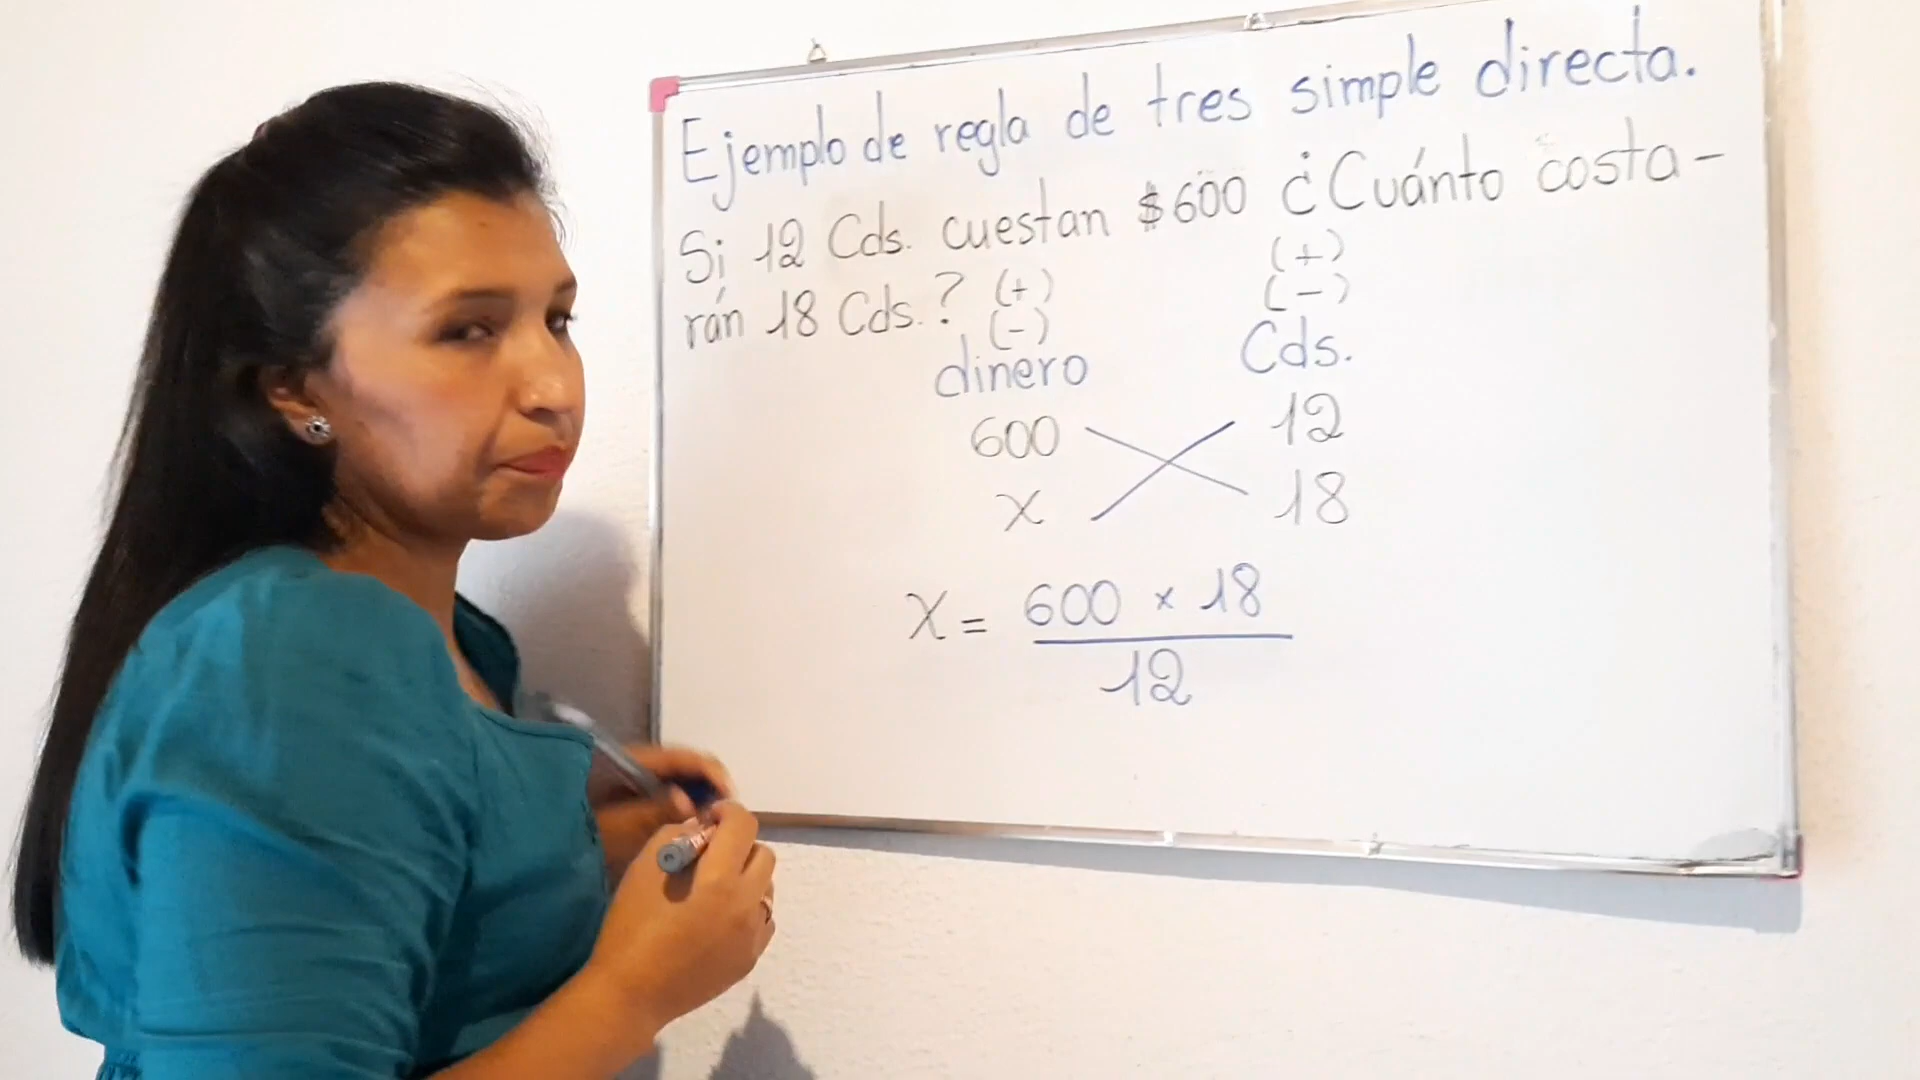 Ejemplo de regla de tres simple directa.
Si 12 Cds. cuestan $600 ¿Cuánto costa-
rán 18 Cds.? (+) (+)
(-) (-)
dinero Cds.
600 12
x 18
x = 600 × 18
12